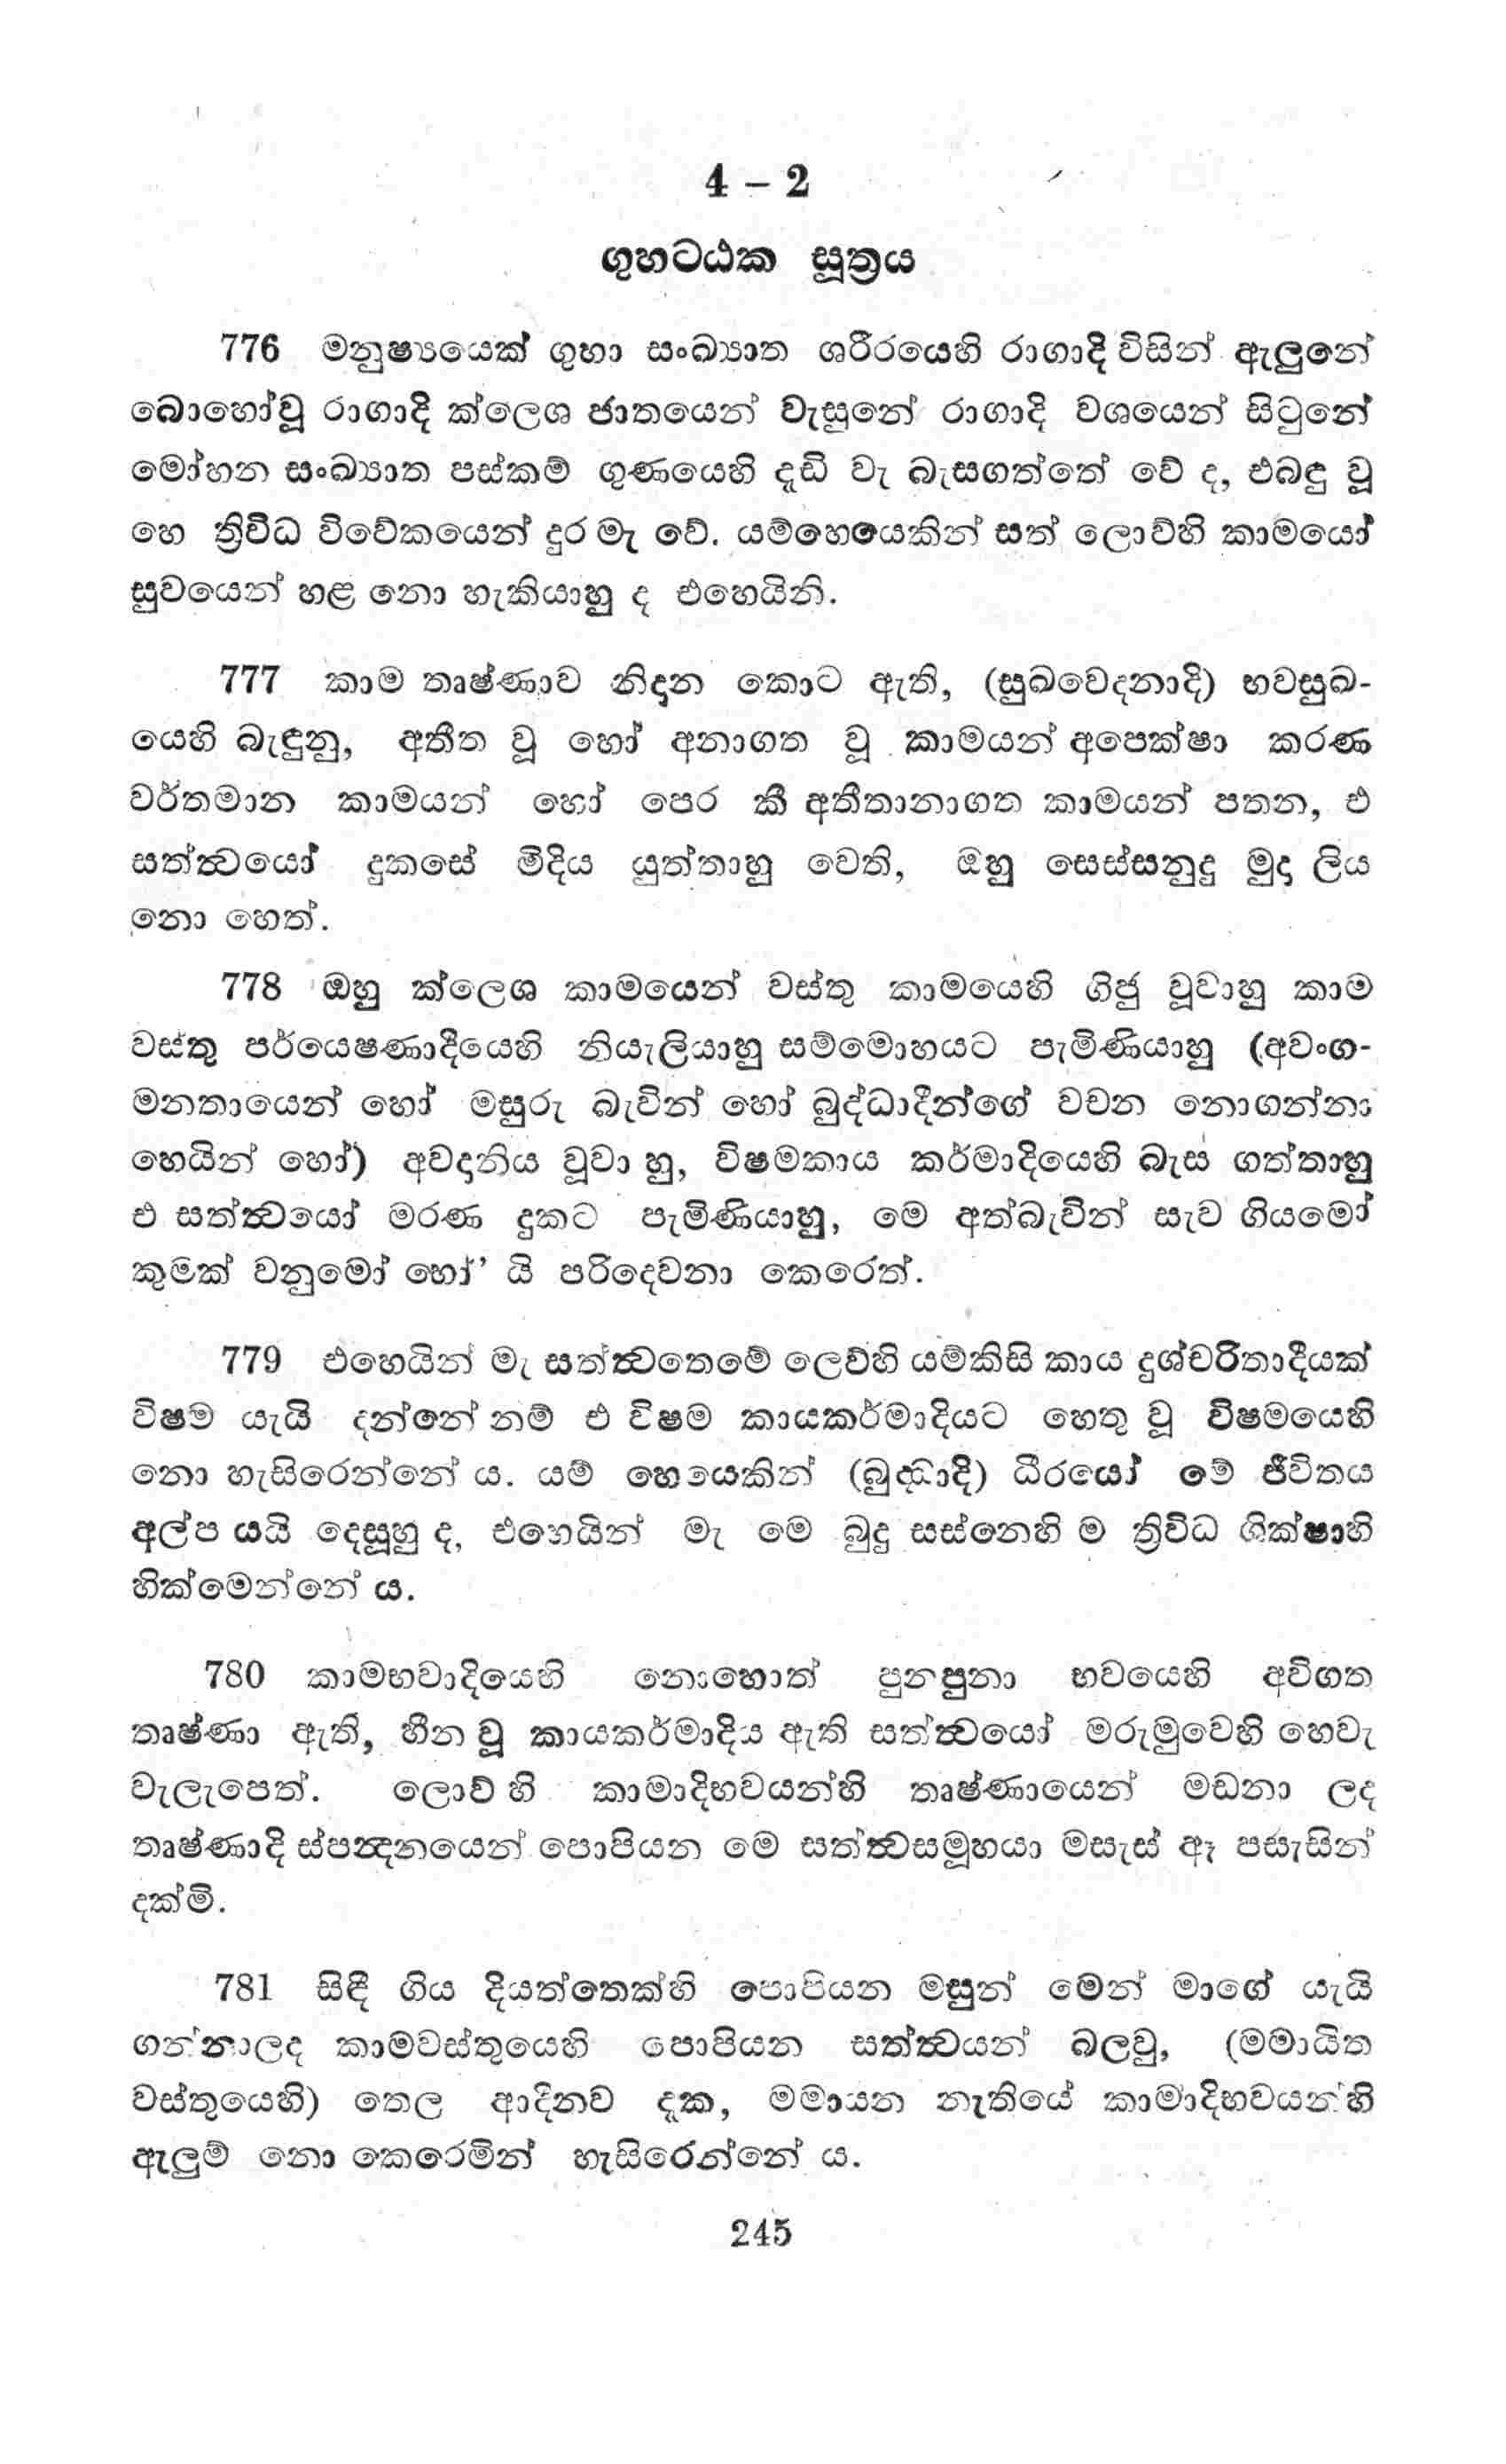 4 – 2
ගුහටඨක සූත්‍රය
776 මනුෂ්‍යයෙක් ගුහා සංඛ්‍යාත ශරීරයෙහි රාගාදි විසින් ඇලුනේ
බොහෝවූ රාගාදි ක්ලෙශ ජාතයෙන් වැසුනේ රාගාදි වශයෙන් සිටුනේ
මෝහන සංඛ්‍යාත පස්කම් ගුණයෙහි දැඩි වැ බැසගත්තේ වේ ද, එබඳු වූ
හෙ ත්‍රිවිධ විවේකයෙන් දුර මැ වේ. යම්හෙයෙකින් සත් ලොව්හි කාමයෝ
සුවයෙන් හළ නො හැකියාහු ද එහෙයිනි.
777 කාම තෘෂ්ණාව නිදාන කොට ඇති, (සුඛවෙදනාදි) භවසුඛ-
යෙහි බැඳුනු, අතීත වූ හෝ අනාගත වූ කාමයන් අපෙක්ෂා කරණ
වර්තමාන කාමයන් හෝ පෙර කී අතීතානාගත කාමයන් පතන, එ
සත්ත්‍වයෝ දුකසේ මිදිය යුත්තාහු වෙති, ඔහු සෙස්සනුදු මුදා ලිය
නො හෙත්.
778 ඔහු ක්ලෙශ කාමයෙන් වස්තු කාමයෙහි ගිජු වූවාහු කාම
වස්තු පර්යෙෂණාදියෙහි නියැලියාහු සම්මොහයට පැමිණියාහු (අවංග-
මනතායෙන් හෝ මසුරු බැවින් හෝ බුද්ධාදීන්ගේ වචන නොගන්නා
හෙයින් හෝ) අවදානිය වූවා හු, විෂමකාය කර්මාදියෙහි බැස ගත්තාහු
එ සත්ත්‍වයෝ මරණ දුකට පැමිණියාහු, මෙ අත්බැවින් සැව ගියමෝ
කුමක් වනුමෝ හෝ’ යි පරිදෙවනා කෙරෙත්.
779 එහෙයින් මැ සත්ත්‍වතෙමේ ලෙව්හි යම්කිසි කාය දුශ්චරිතාදියක්
විෂම යැයි දන්නේ නම් එ විෂම කායකර්මාදියට හෙතු වූ විෂමයෙහි
නො හැසිරෙන්නේ ය. යම් හෙයෙකින් (බුද්‍ධාදි) ධීරයෝ මේ ජීවිතය
අල්ප යයි දෙසූහු ද, එහෙයින් මැ මෙ බුදු සස්නෙහි ම ත්‍රිවිධ ශික්ෂාහි
හික්මෙන්නේ ය.
780 කාමභවාදියෙහි නොහොත් පුනපුනා භවයෙහි අවිගත
තෘෂ්ණා ඇති, හීන වූ කායකර්මාදිය ඇති සත්ත්‍වයෝ මරුමුවෙහි හෙවැ
වැලැපෙත්. ලොව් හි කාමාදිභවයන්හි තෘෂ්ණායෙන් මඩනා ලද
තෘෂ්ණාදි ස්පන්‍දනයෙන් පොපියන මෙ සත්ත්‍වසමූහයා මසැස් ඈ පසැසින්
දක්මි.
781 සිඳී ගිය දියත්තෙක්හි පොපියන මසුන් මෙන් මාගේ යැයි
ගන්නාලද කාමවස්තුයෙහි පොපියන සත්ත්‍වයන් බලවු, (මමායිත
වස්තුයෙහි) තෙල ආදිනව දැක, මමායන නැතියේ කාමාදිභවයන්හි
ඇලුම් නො කෙරෙමින් හැසිරෙන්නේ ය.
245